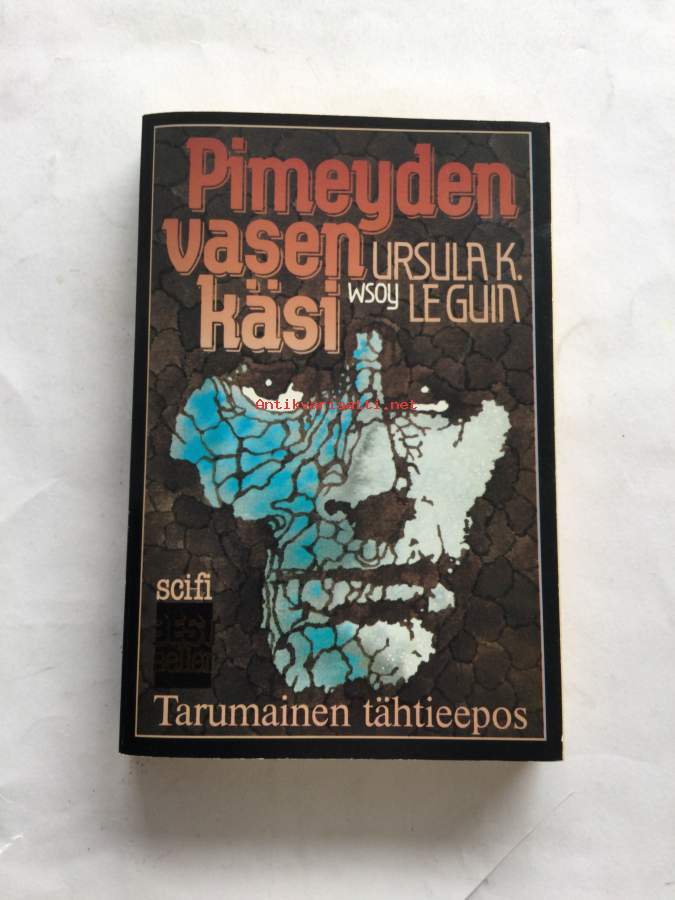 Pimeyden
vasen
käsi
URSULA K.
LE GUIN
WSOY
Antikvariaatti.net
scifi
BEST
seller
Tarumainen tähtieepos